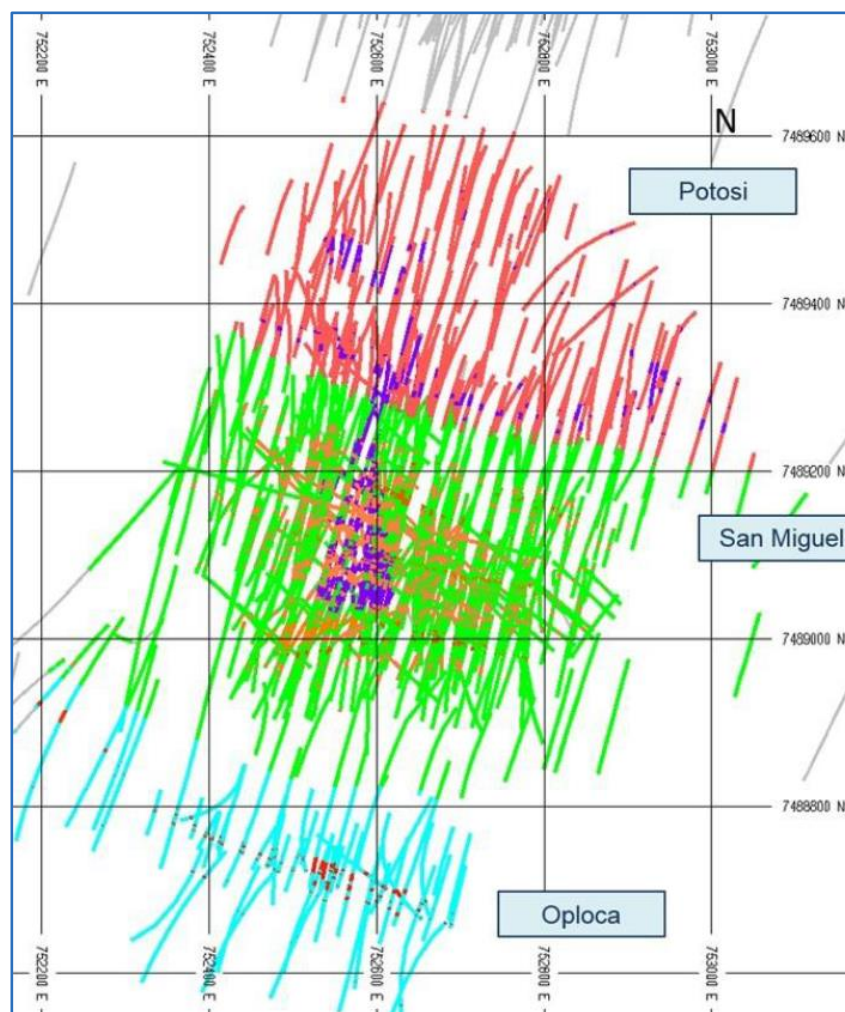 752200 E
752400 E
752600 E
752800 E
753000 E
N
7489600 N
Potosi
7489400 N
7489200 N
San Miguel
7489000 N
7488800 N
Oploca
752200 E
752400 E
752600 E
752800 E
753000 E